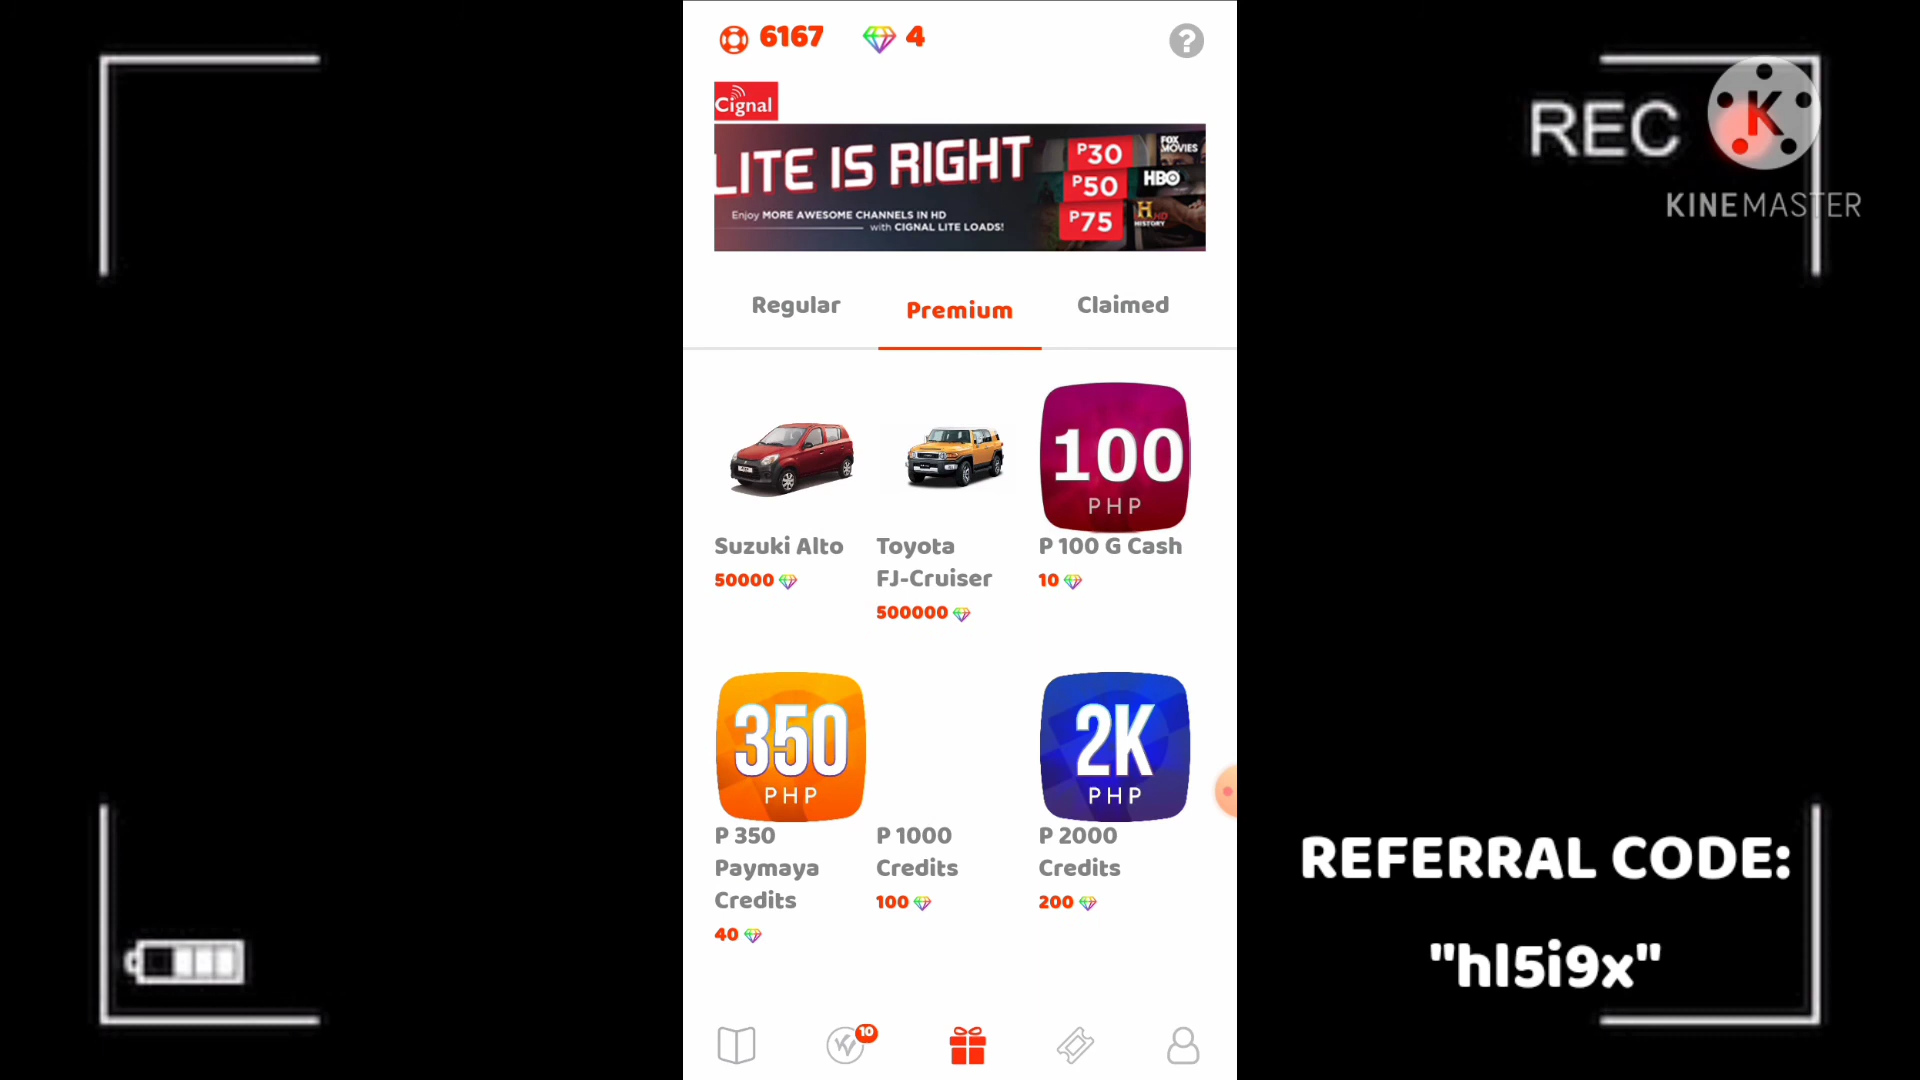 6167
4
?
Cignal
LITE IS RIGHT
Enjoy MORE AWESOME CHANNELS IN HD
with CIGNAL LITE LOADS!
P30
P50
P75
FOX
MOVIES
HBO
H HD
HISTORY
REC
K
KINEMASTER
Regular
Premium
Claimed
100
PHP
Suzuki Alto
50000
Toyota
FJ-Cruiser
500000
P 100 G Cash
10
350
PHP
2K
PHP
P 350
Paymaya
Credits
40
P 1000
Credits
100
P 2000
Credits
200
10
REFERRAL CODE:
"hl5i9x"